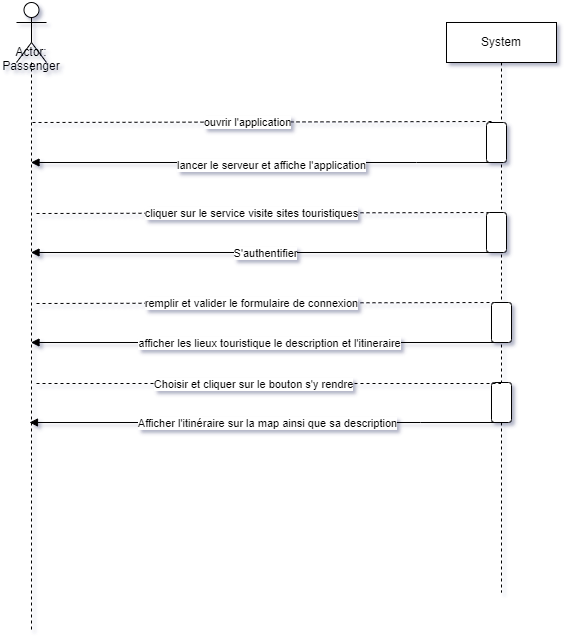 Actor:
Passenger
System
ouvrir l'application
lancer le serveur et affiche l'application
cliquer sur le service visite sites touristiques
S'authentifier
remplir et valider le formulaire de connexion
afficher les lieux touristique le description et l'itineraire
Choisir et cliquer sur le bouton s'y rendre
Afficher l'itinéraire sur la map ainsi que sa description